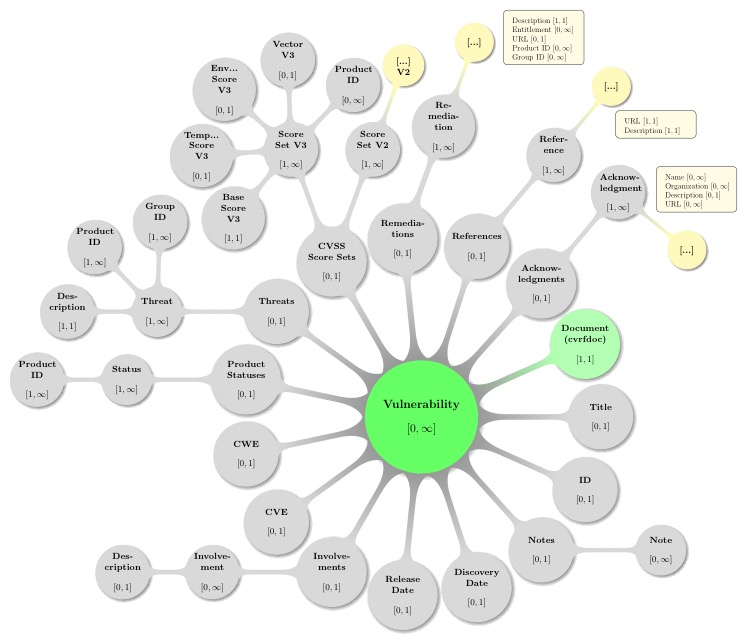 Vector
V3
[0, 1]
Env...
Score
V3
[0, 1]
Product
ID
[0, ∞]
[...]
V2
[...]
Description [1, 1]
Entitlement [0, ∞]
URL [0, 1]
Product ID [0, ∞]
Group ID [0, ∞]
[...]
URL [1, 1]
Description [1, 1]
Temp...
Score
V3
[0, 1]
Score
Set V3
[1, ∞]
Score
Set V2
[1, ∞]
Re-
media-
tion
[1, ∞]
Refer-
ence
[1, ∞]
Acknow-
ledgment
[1, ∞]
Name [0, ∞]
Organization [0, ∞]
Description [0, 1]
URL [0, ∞]
[...]
Base
Score
V3
[1, 1]
Group
ID
[1, ∞]
Product
ID
[1, ∞]
CVSS
Score Sets
[0, 1]
Remedia-
tions
[0, 1]
References
[0, 1]
Acknow-
ledgments
[0, 1]
Des-
cription
[1, 1]
Threat
[1, ∞]
Threats
[0, 1]
Document
(cvrfdoc)
[1, 1]
Product
ID
[1, ∞]
Status
[1, ∞]
Product
Statuses
[0, 1]
Vulnerability
[0, ∞]
Title
[0, 1]
CWE
[0, 1]
ID
[0, 1]
CVE
[0, 1]
Notes
[0, 1]
Note
[0, ∞]
Des-
cription
[0, 1]
Involve-
ment
[0, ∞]
Involve-
ments
[0, 1]
Release
Date
[0, 1]
Discovery
Date
[0, 1]